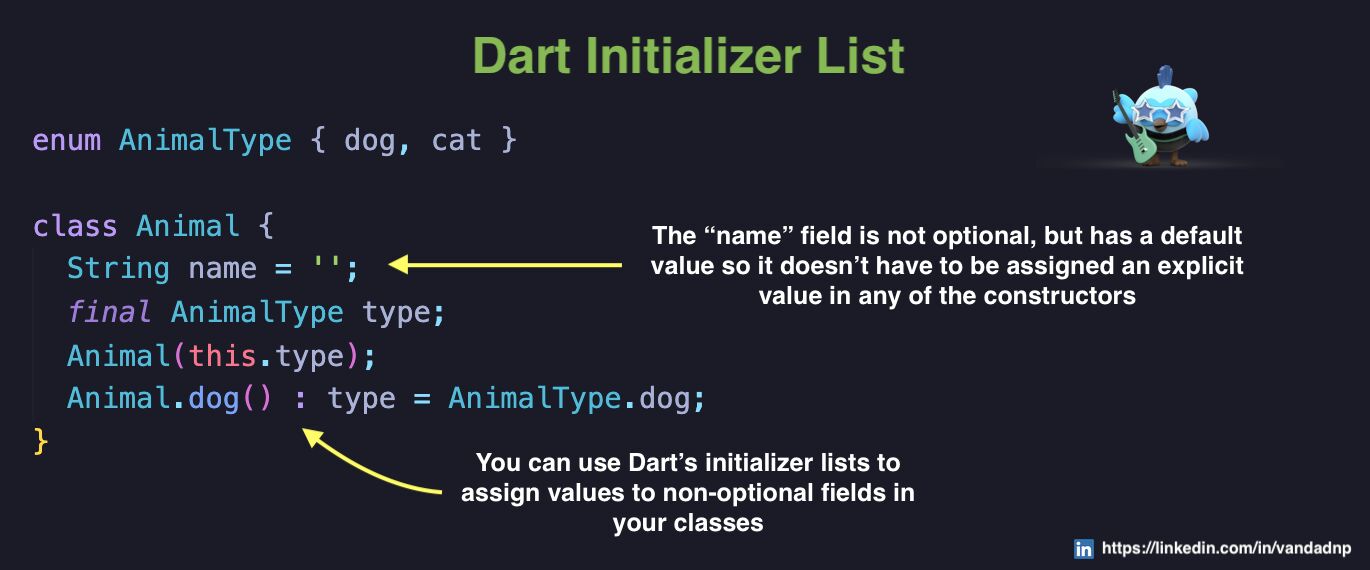 Dart Initializer List
enum AnimalType { dog, cat }
class Animal {
String name = '';
final AnimalType type;
Animal(this.type);
Animal.dog() : type = AnimalType.dog;
}
The “name” field is not optional, but has a default
value so it doesn’t have to be assigned an explicit
value in any of the constructors
You can use Dart’s initializer lists to
assign values to non-optional fields in
your classes
in https://linkedin.com/in/vandadnp